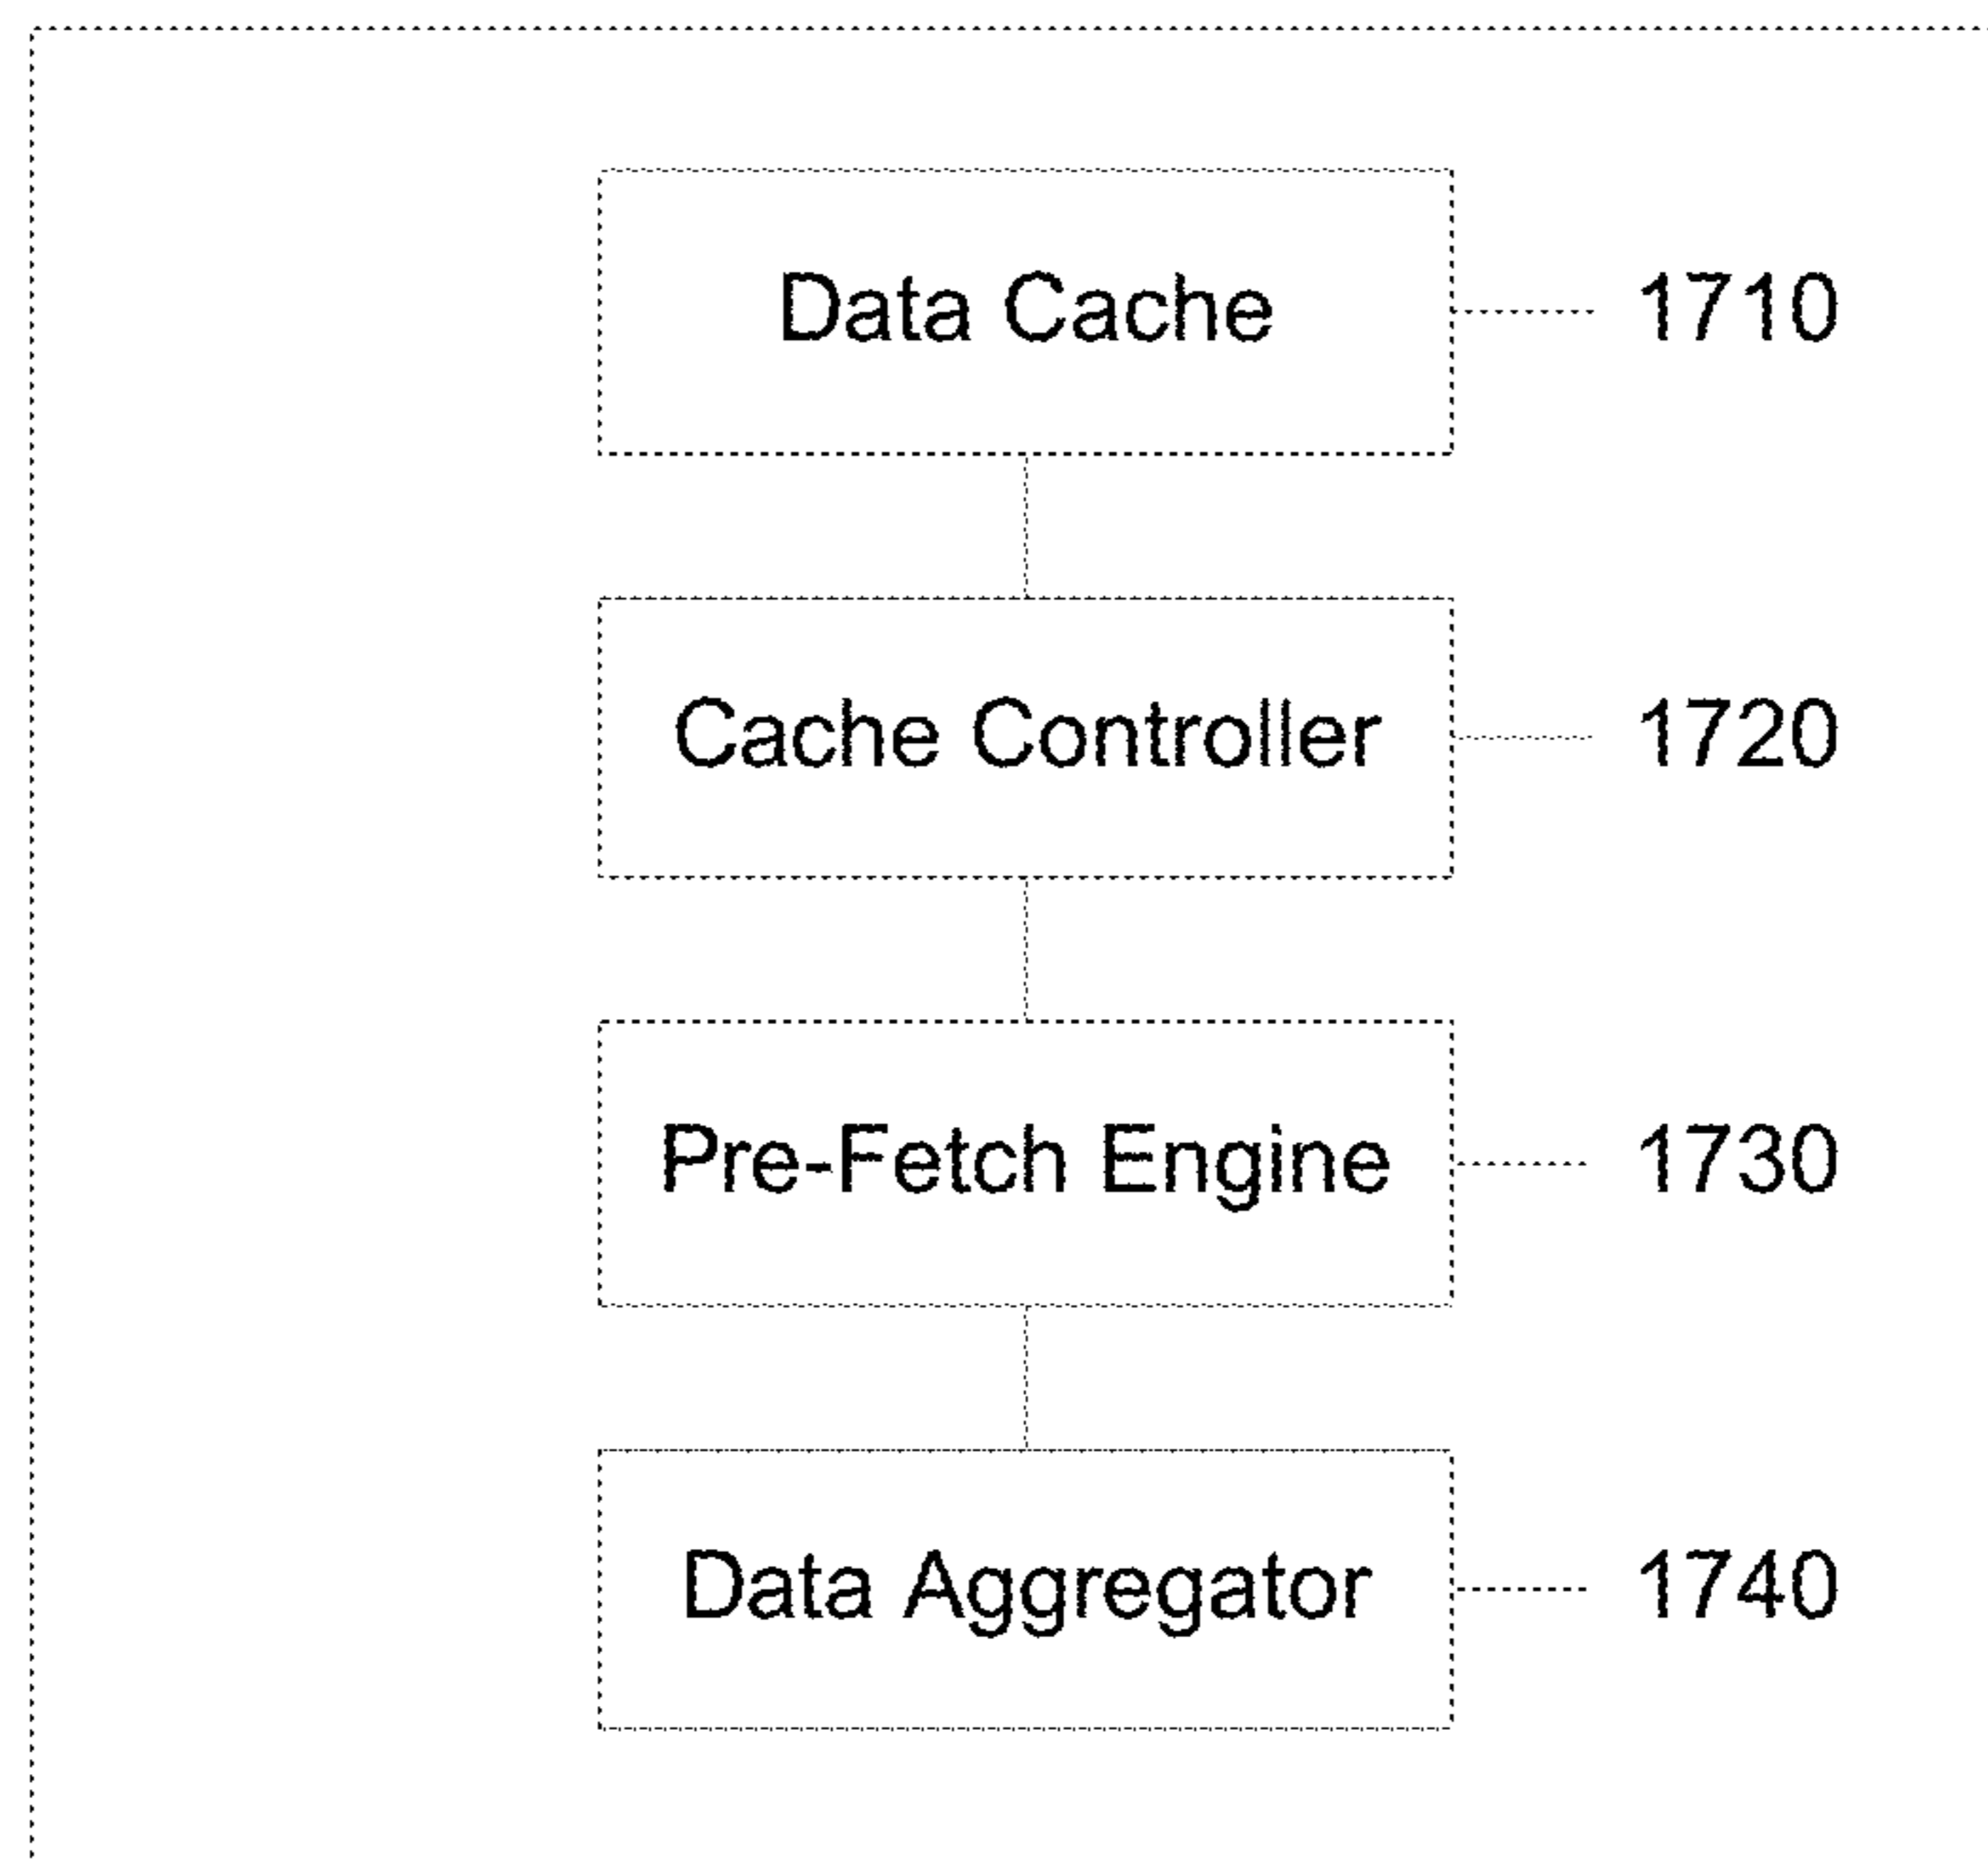 Data Cache 1710
Cache Controller 1720
Pre-Fetch Engine 1730
Data Aggregator 1740